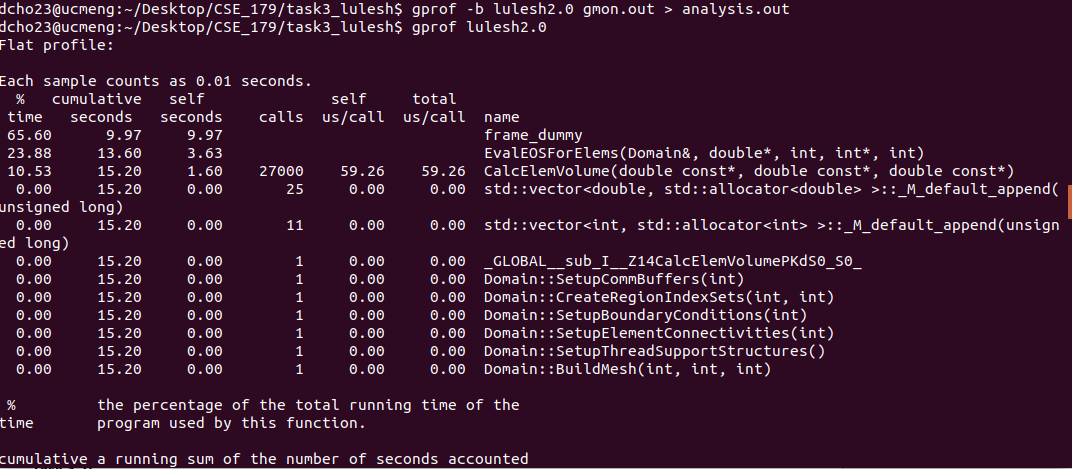 dcho23@ucmeng:~/Desktop/CSE_179/task3_lulesh$ gprof -b lulesh2.0 gmon.out > analysis.out
dcho23@ucmeng:~/Desktop/CSE_179/task3_lulesh$ gprof lulesh2.0
Flat profile:
Each sample counts as 0.01 seconds.
  %   cumulative   self              self     total
 time   seconds   seconds    calls  us/call  us/call  name
 65.60      9.97     9.97                             frame_dummy
 23.88     13.60     3.63                             EvalEOSForElems(Domain&, double*, int, int*, int)
 10.53     15.20     1.60    27000    59.26    59.26  CalcElemVolume(double const*, double const*, double const*)
  0.00     15.20     0.00       25     0.00     0.00  std::vector<double, std::allocator<double> >::_M_default_append(
unsigned long)
  0.00     15.20     0.00       11     0.00     0.00  std::vector<int, std::allocator<int> >::_M_default_append(unsign
ed long)
  0.00     15.20     0.00        1     0.00     0.00  _GLOBAL__sub_I__Z14CalcElemVolumePKdS0_S0_
  0.00     15.20     0.00        1     0.00     0.00  Domain::SetupCommBuffers(int)
  0.00     15.20     0.00        1     0.00     0.00  Domain::CreateRegionIndexSets(int, int)
  0.00     15.20     0.00        1     0.00     0.00  Domain::SetupBoundaryConditions(int)
  0.00     15.20     0.00        1     0.00     0.00  Domain::SetupElementConnectivities(int)
  0.00     15.20     0.00        1     0.00     0.00  Domain::SetupThreadSupportStructures()
  0.00     15.20     0.00        1     0.00     0.00  Domain::BuildMesh(int, int, int)
 %         the percentage of the total running time of the
time       program used by this function.
cumulative a running sum of the number of seconds accounted